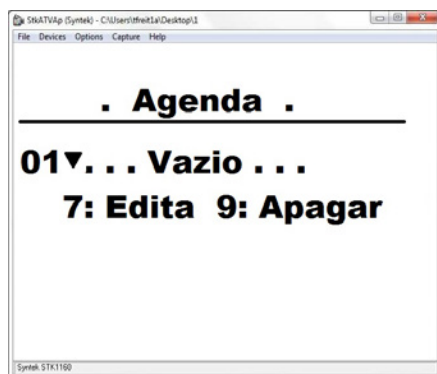 StkATVAp (Syntek) - C:\Users\tfreit1a\Desktop\1
File Devices Options Capture Help
. Agenda .
01▼. . . Vazio . . .
7: Edita 9: Apagar
Syntek STK1160